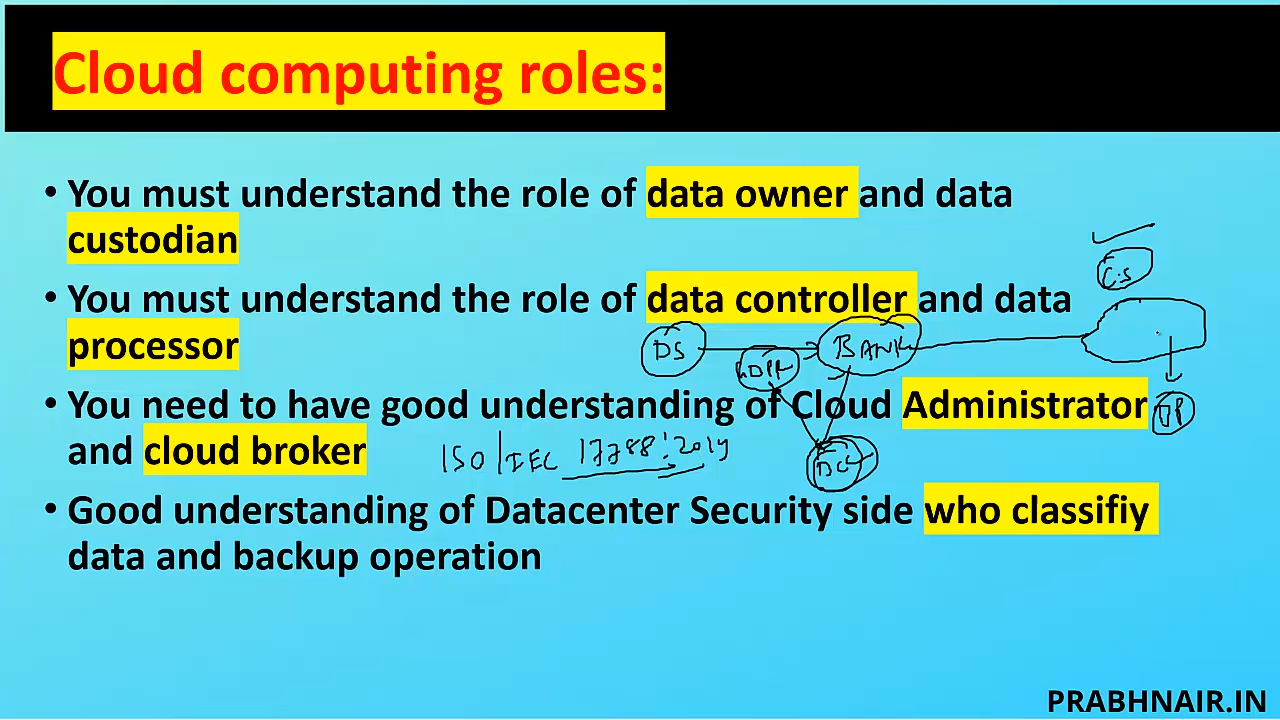 Cloud computing roles:
• You must understand the role of data owner and data
custodian
• You must understand the role of data controller and data
processor
• You need to have good understanding of Cloud Administrator
and cloud broker
• Good understanding of Datacenter Security side who classifiy
data and backup operation
DS
BANK
GDPR
DC
ISO/IEC 17788:2014
PRABHNAIR.IN